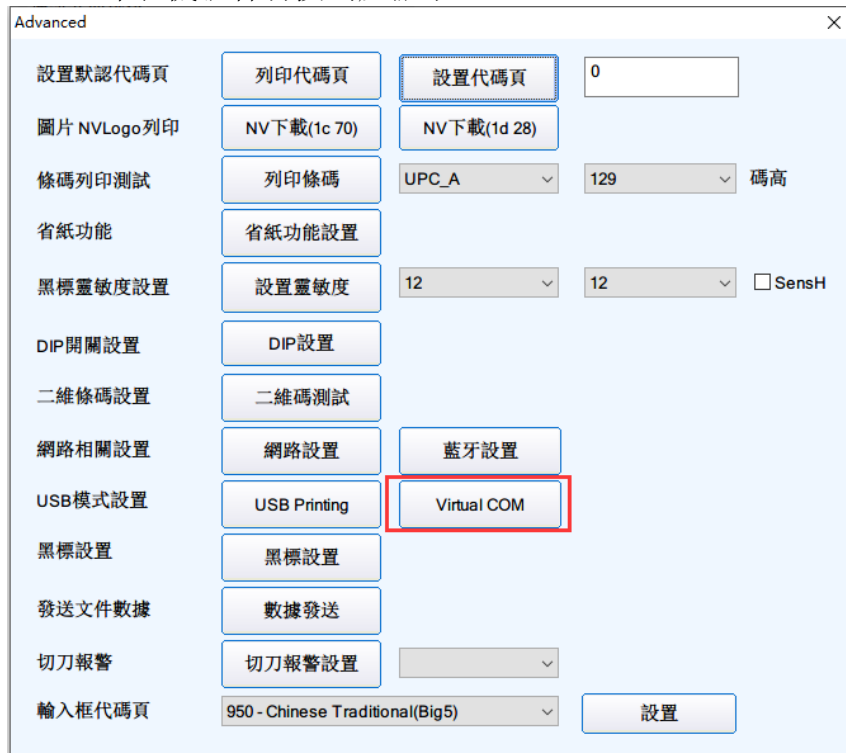 Advanced
設置默認代碼頁 列印代碼頁 設置代碼頁 0
圖片NVLogo列印 NV下載(1c 70) NV下載(1d 28)
條碼列印測試 列印條碼 UPC_A 129 碼高
省紙功能 省紙功能設置
黑標靈敏度設置 設置靈敏度 12 12 SensH
DIP開關設置 DIP設置
二維條碼設置 二維碼測試
網路相關設置 網路設置 藍牙設置
USB模式設置 USB Printing Virtual COM
黑標設置 黑標設置
發送文件數據 數據發送
切刀報警 切刀報警設置
輸入框代碼頁 950 - Chinese Traditional(Big5) 設置